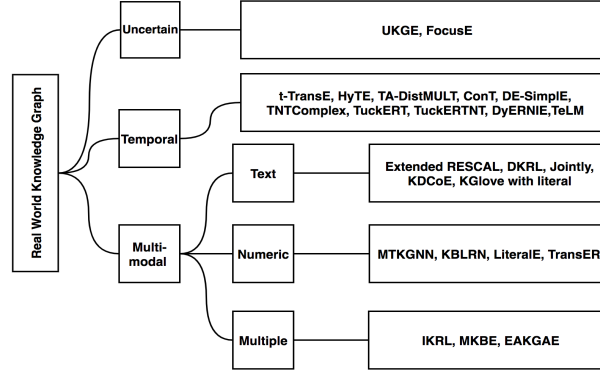 Real World Knowledge Graph
Uncertain
UKGE, FocusE
Temporal
t-TransE, HyTE, TA-DistMULT, ConT, DE-SimplE,
TNTComplex, TuckERT, TuckERTNT, DyERNIE,TeLM
Multi-
modal
Text
Extended RESCAL, DKRL, Jointly,
KDCoE, KGlove with literal
Numeric
MTKGNN, KBLRN, LiteralE, TransER
Multiple
IKRL, MKBE, EAKGAE